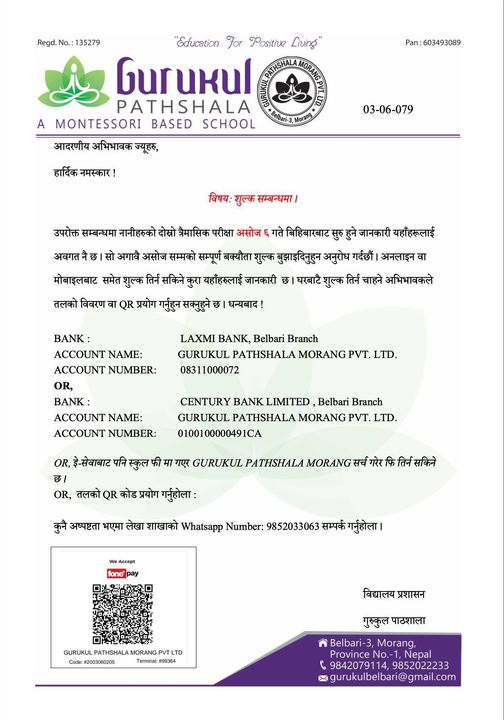 Regd. No. : 135279
"Education For Positive Living"
Pan : 603493089
GURUKUL
PATHSHALA
A MONTESSORI BASED SCHOOL
GURUKUL PATHSHALA MORANG PVT. LTD.
Belbari-3, Morang
03-06-079
आदरणीय अभिभावक ज्यूहरु,
हार्दिक नमस्कार !
विषय: शुल्क सम्बन्धमा ।
उपरोक्त सम्बन्धमा नानीहरुको दोस्रो त्रैमासिक परीक्षा असोज ६ गते बिहिबारबाट सुरु हुने जानकारी यहाँहरूलाई
अवगत नै छ । सो अगावै असोज सम्मको सम्पूर्ण बक्यौता शुल्क बुझाइदिनुहुन अनुरोध गर्दछौं । अनलाइन वा
मोबाइलबाट समेत शुल्क तिर्न सकिने कुरा यहाँहरुलाई जानकारी छ । घरबाटै शुल्क तिर्न चाहने अभिभावकले
तलको विवरण वा QR प्रयोग गर्नुहुन सक्नुहुने छ । धन्यबाद !
BANK : LAXMI BANK, Belbari Branch
ACCOUNT NAME: GURUKUL PATHSHALA MORANG PVT. LTD.
ACCOUNT NUMBER: 08311000072
OR,
BANK : CENTURY BANK LIMITED , Belbari Branch
ACCOUNT NAME: GURUKUL PATHSHALA MORANG PVT. LTD.
ACCOUNT NUMBER: 0100100000491CA
OR, इ-सेवाबाट पनि स्कुल फी मा गएर GURUKUL PATHSHALA MORANG सर्च गरेर फि तिर्न सकिने
छ ।
OR, तलको QR कोड प्रयोग गर्नुहोला :
कुनै अष्पष्टता भएमा लेखा शाखाको Whatsapp Number: 9852033063 सम्पर्क गर्नुहोला ।
We Accept
fonepay
GURUKUL PATHSHALA MORANG PVT LTD
Code: #2003060205 Terminal: #99364
विद्यालय प्रशासन
गुरुकुल पाठशाला
Belbari-3, Morang,
Province No.-1, Nepal
9842079114, 9852022233
gurukulbelbari@gmail.com